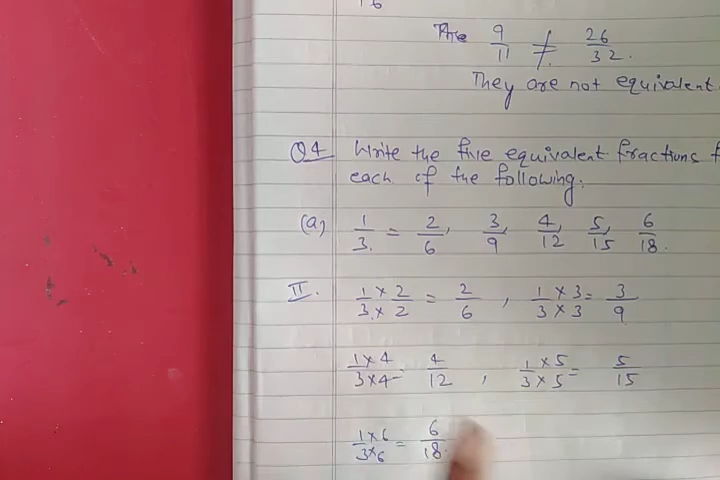 16
The 9/11 ≠ 26/32.
They are not equivalent.
Q4 Write the five equivalent fractions f
each of the following.
(a) 1/3 = 2/6, 3/9, 4/12, 5/15, 6/18.
II. 1×2/3×2 = 2/6, 1×3/3×3 = 3/9
1×4/3×4 = 4/12, 1×5/3×5 = 5/15
1×6/3×6 = 6/18.